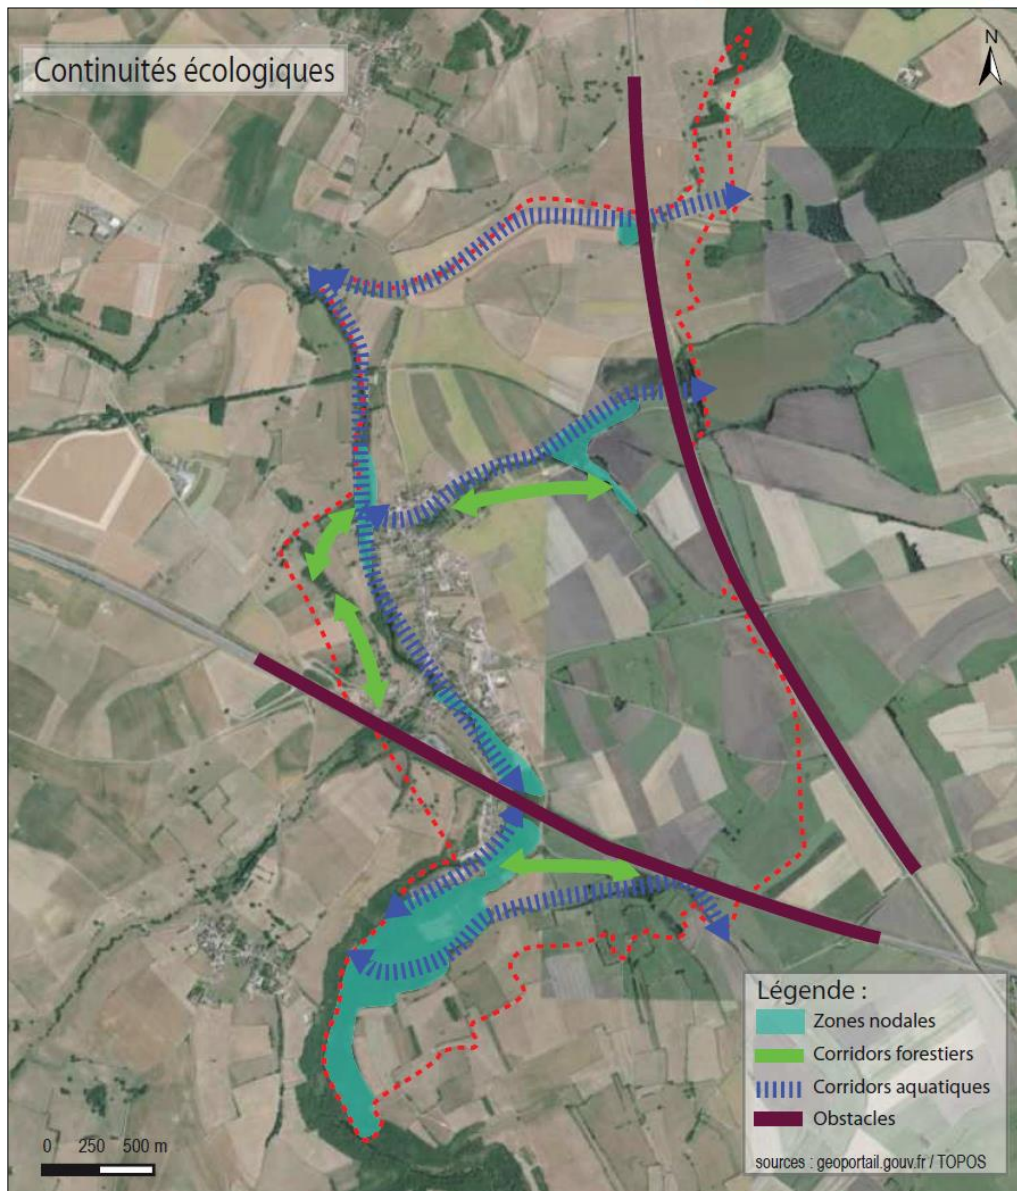 Continuités écologiques
N
Légende :
Zones nodales
Corridors forestiers
Corridors aquatiques
Obstacles
0 250 500 m
sources : geoportail.gouv.fr / TOPOS